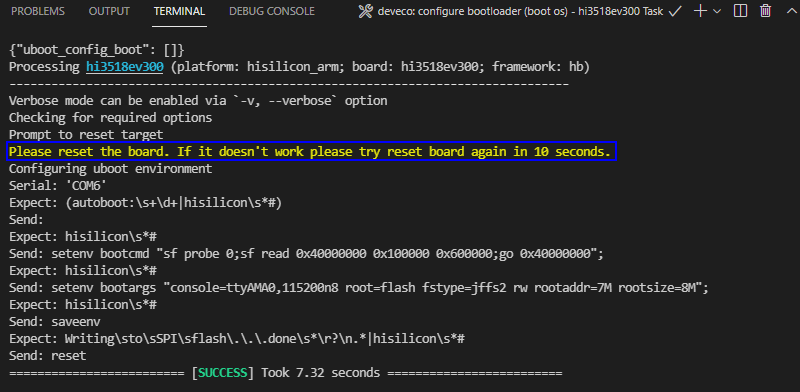 PROBLEMS OUTPUT TERMINAL DEBUG CONSOLE deveco: configure bootloader (boot os) - hi3518ev300 Task
{"uboot_config_boot": []}
Processing hi3518ev300 (platform: hisilicon_arm; board: hi3518ev300; framework: hb)
--------------------------------------------------------------------------------
Verbose mode can be enabled via `-v, --verbose` option
Checking for required options
Prompt to reset target
Please reset the board. If it doesn't work please try reset board again in 10 seconds.
Configuring uboot environment
Serial: 'COM6'
Expect: (autoboot:\s+\d+|hisilicon\s*#)
Send:
Expect: hisilicon\s*#
Send: setenv bootcmd "sf probe 0;sf read 0x40000000 0x100000 0x600000;go 0x40000000";
Expect: hisilicon\s*#
Send: setenv bootargs "console=ttyAMA0,115200n8 root=flash fstype=jffs2 rw rootaddr=7M rootsize=8M";
Expect: hisilicon\s*#
Send: saveenv
Expect: Writing\sto\sSPI\sflash\.\.\.done\s*\r?\n.*|hisilicon\s*#
Send: reset
========================= [SUCCESS] Took 7.32 seconds =========================